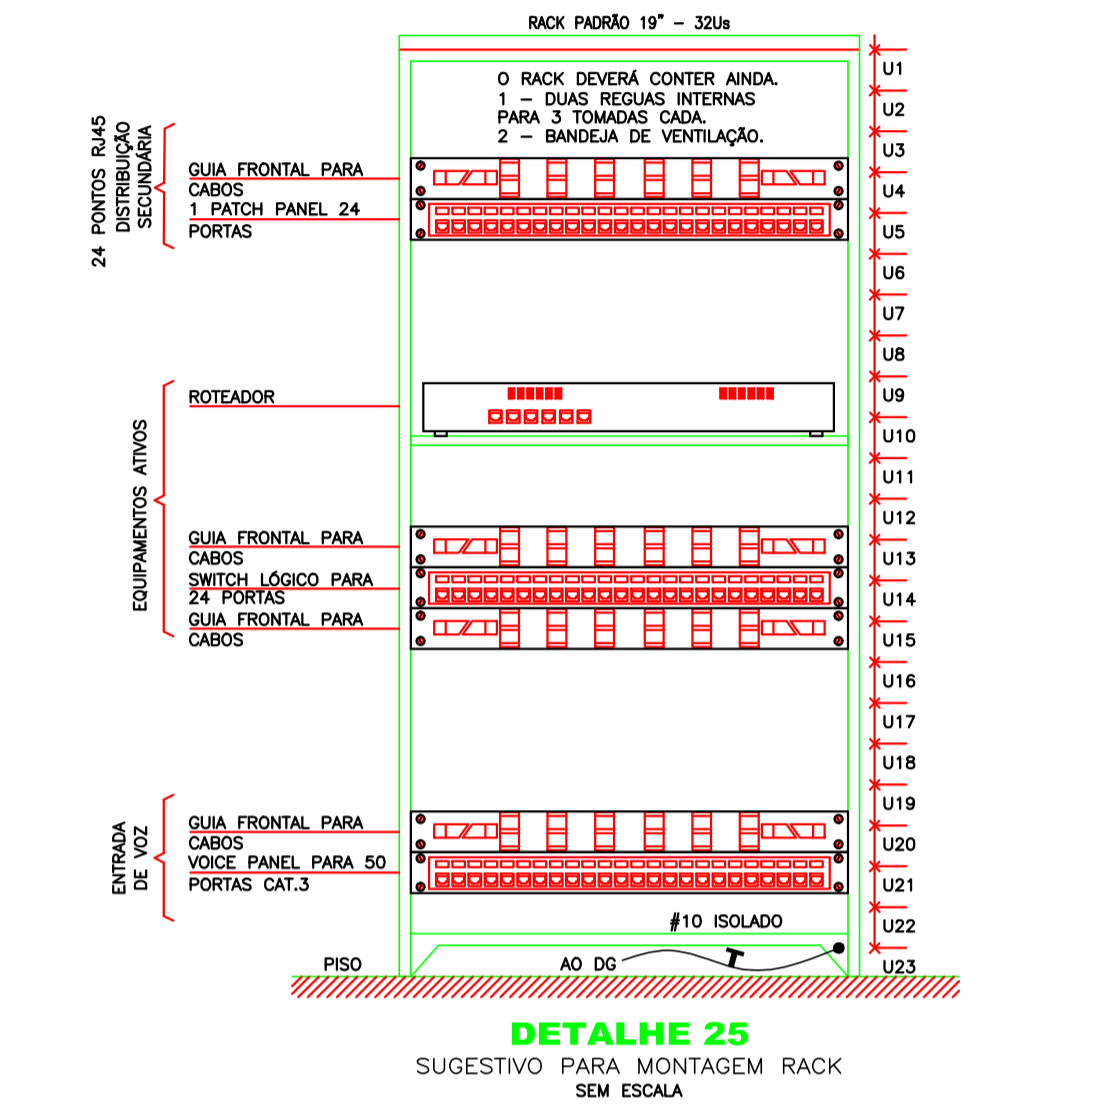 RACK PADRÃO 19" - 32Us
O RACK DEVERÁ CONTER AINDA.
1 - DUAS REGUAS INTERNAS
PARA 3 TOMADAS CADA.
2 - BANDEJA DE VENTILAÇÃO.
24 PONTOS RJ45
DISTRIBUIÇÃO
SECUNDÁRIA
GUIA FRONTAL PARA
CABOS
1 PATCH PANEL 24
PORTAS
EQUIPAMENTOS ATIVOS
ROTEADOR
GUIA FRONTAL PARA
CABOS
SWITCH LÓGICO PARA
24 PORTAS
GUIA FRONTAL PARA
CABOS
ENTRADA
DE VOZ
GUIA FRONTAL PARA
CABOS
VOICE PANEL PARA 50
PORTAS CAT.3
U1
U2
U3
U4
U5
U6
U7
U8
U9
U10
U11
U12
U13
U14
U15
U16
U17
U18
U19
U20
U21
U22
U23
#10 ISOLADO
PISO
AO DG
DETALHE 25
SUGESTIVO PARA MONTAGEM RACK
SEM ESCALA